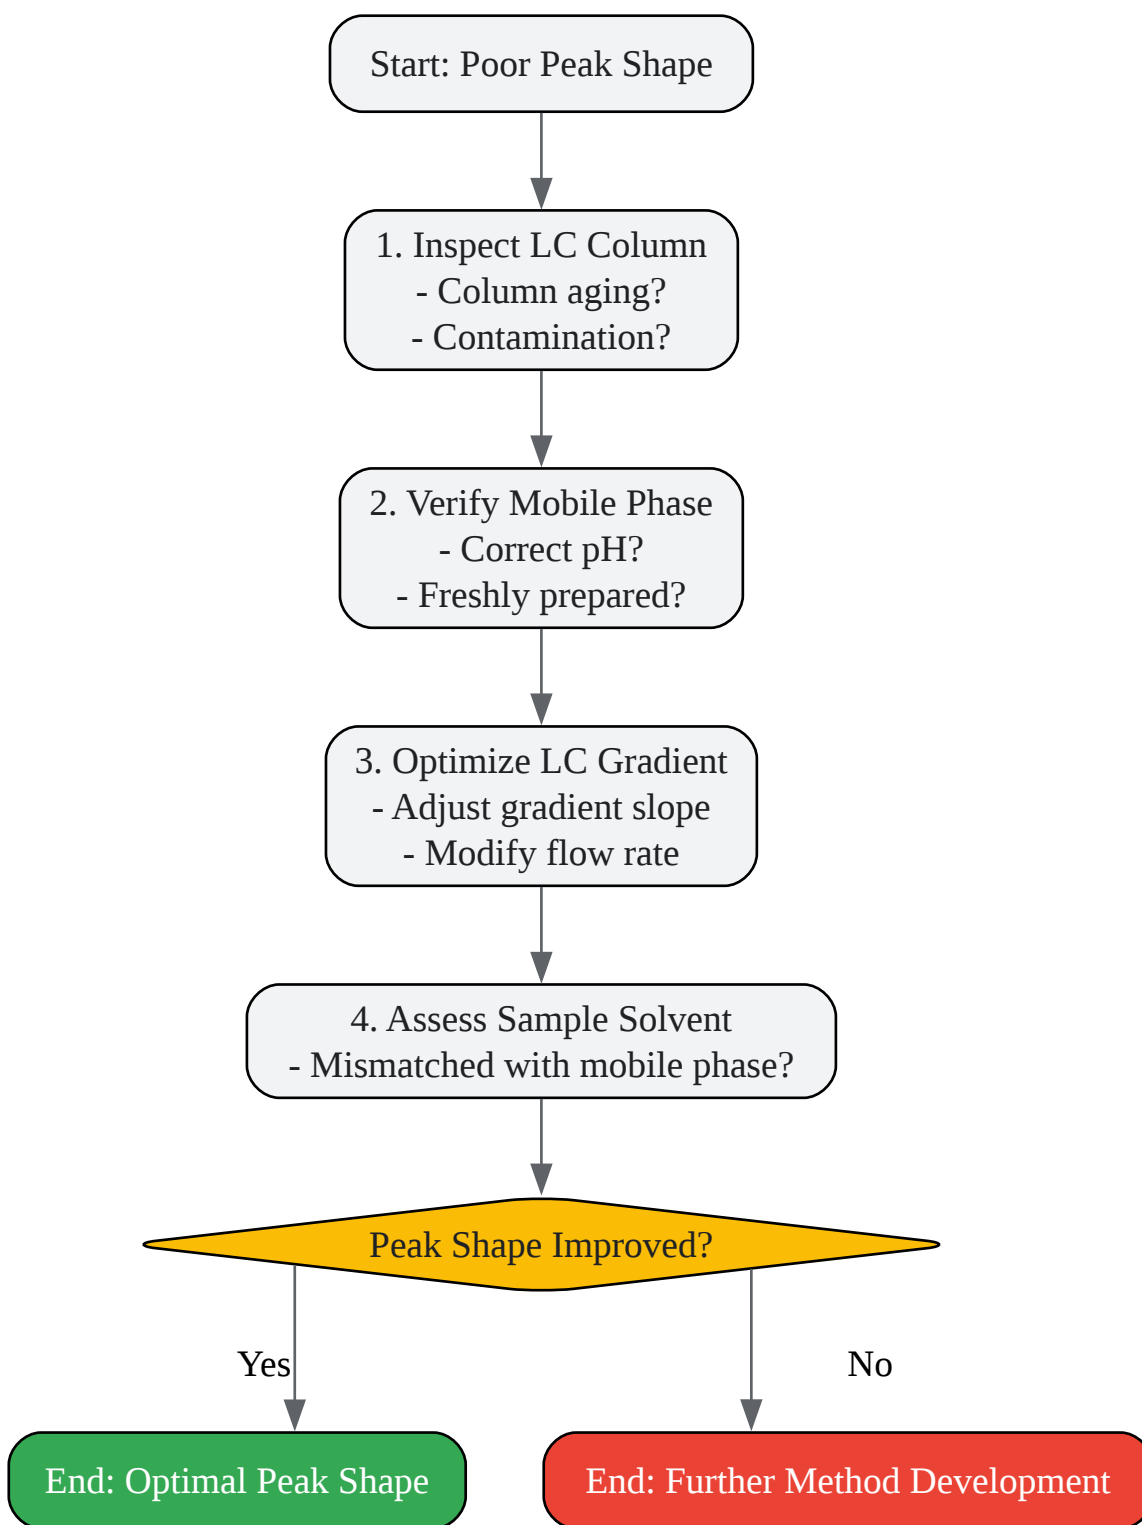 Start: Poor Peak Shape
1. Inspect LC Column
- Column aging?
- Contamination?
2. Verify Mobile Phase
- Correct pH?
- Freshly prepared?
3. Optimize LC Gradient
- Adjust gradient slope
- Modify flow rate
4. Assess Sample Solvent
- Mismatched with mobile phase?
Peak Shape Improved?
Yes
No
End: Optimal Peak Shape
End: Further Method Development